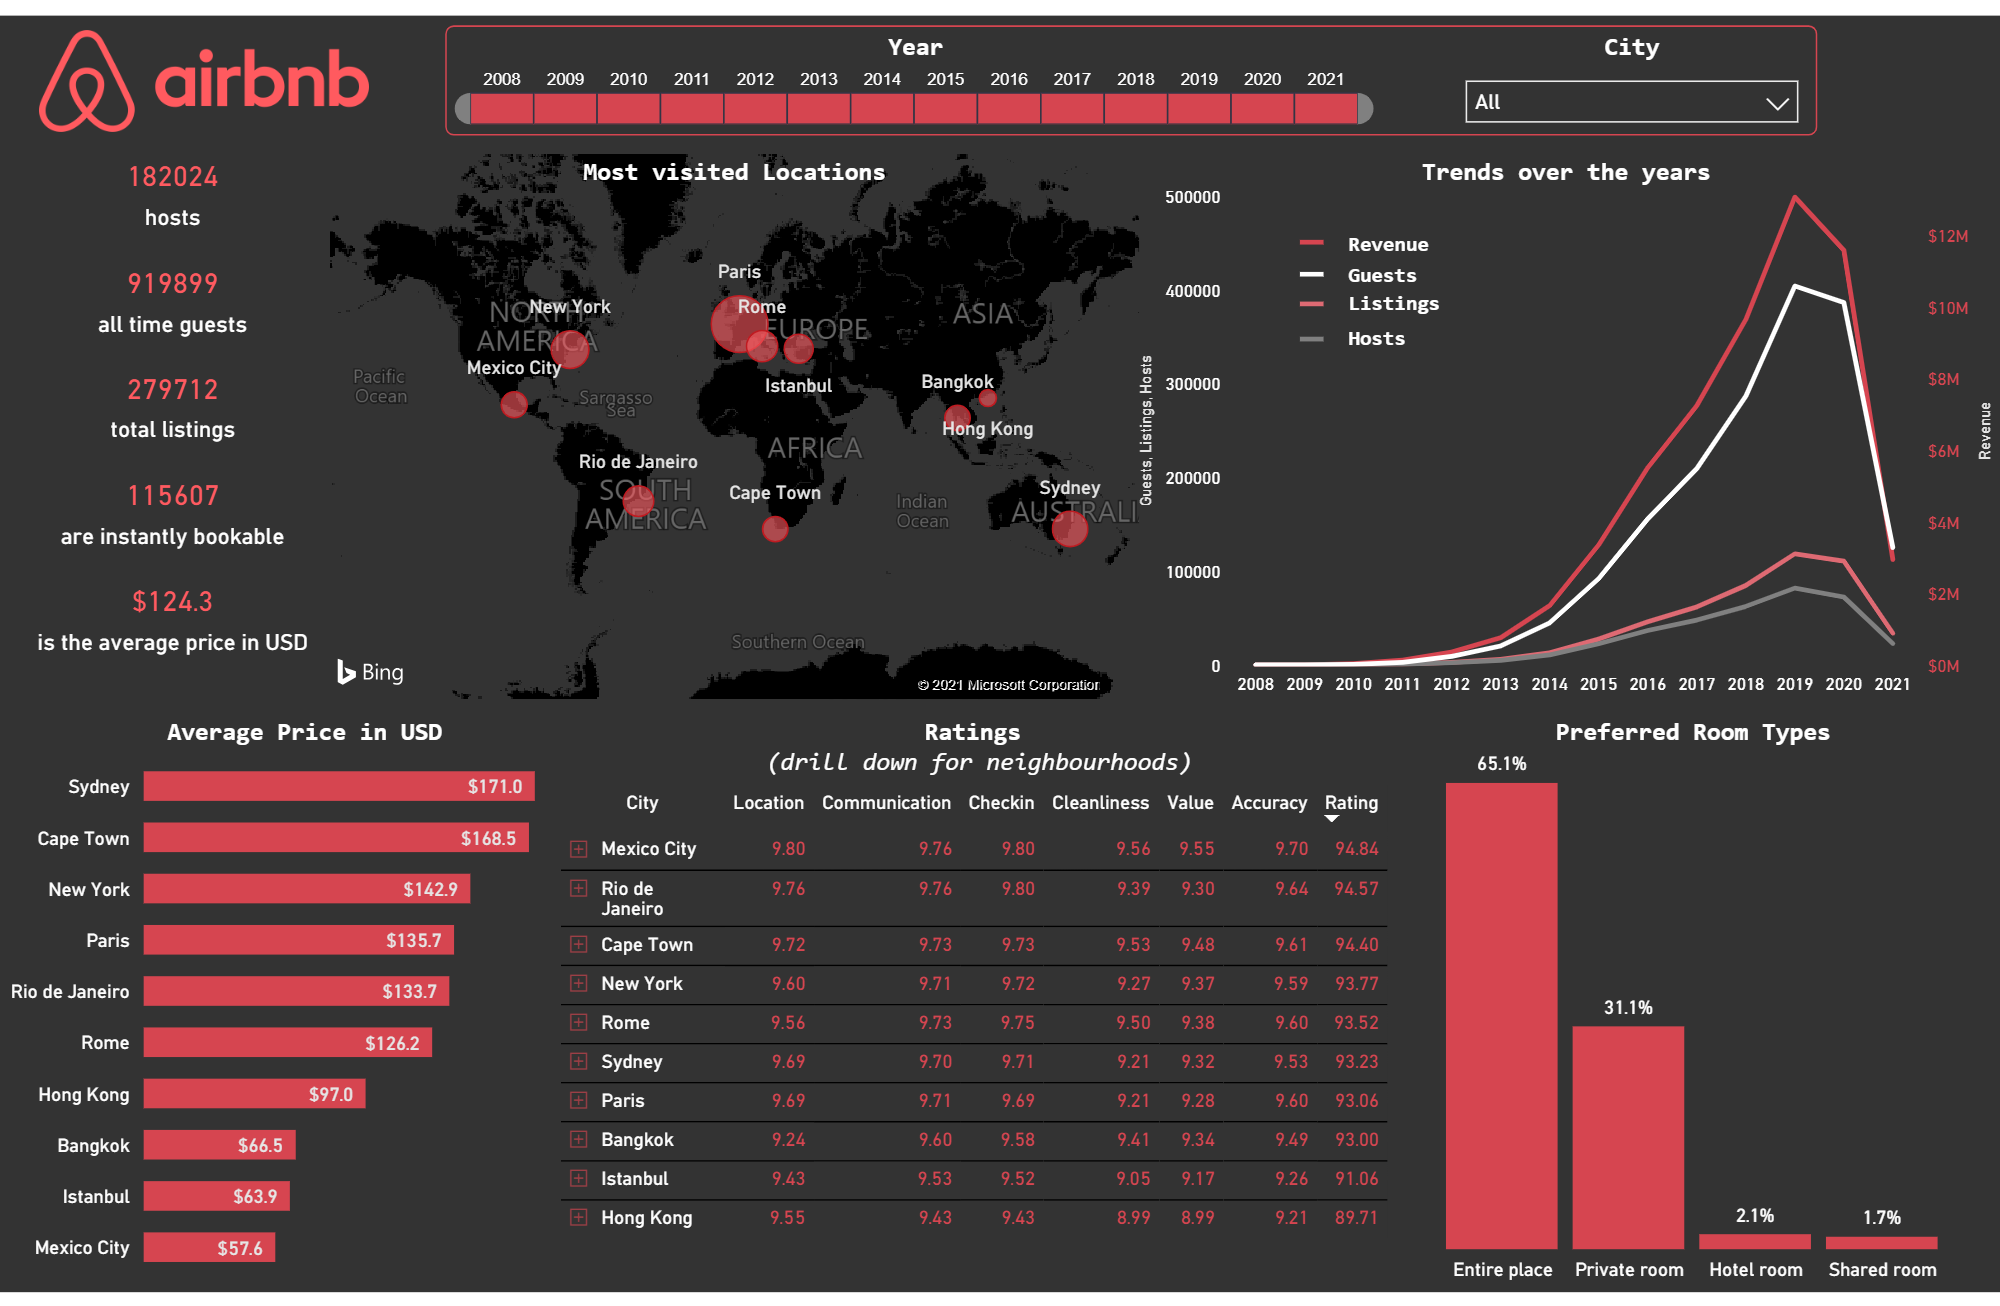 airbnb
Year
2008 2009 2010 2011 2012 2013 2014 2015 2016 2017 2018 2019 2020 2021
City
All
182024
hosts
919899
all time guests
279712
total listings
115607
are instantly bookable
$124.3
is the average price in USD
Most visited Locations
Paris
NORTH
AMERICA
New York
Rome
EUROPE
ASIA
Mexico City
Pacific
Ocean
Sargasso
Sea
Istanbul
Bangkok
Hong Kong
AFRICA
Rio de Janeiro
SOUTH
AMERICA
Cape Town
Indian
Ocean
Sydney
AUSTRALI
Southern Ocean
Bing
© 2021 Microsoft Corporation
Trends over the years
Revenue
Guests
Listings
Hosts
500000
400000
300000
200000
100000
0
Guests, Listings, Hosts
$12M
$10M
$8M
$6M
$4M
$2M
$0M
Revenue
2008 2009 2010 2011 2012 2013 2014 2015 2016 2017 2018 2019 2020 2021
Average Price in USD
Sydney $171.0
Cape Town $168.5
New York $142.9
Paris $135.7
Rio de Janeiro $133.7
Rome $126.2
Hong Kong $97.0
Bangkok $66.5
Istanbul $63.9
Mexico City $57.6
Ratings
(drill down for neighbourhoods)
City Location Communication Checkin Cleanliness Value Accuracy Rating
Mexico City 9.80 9.76 9.80 9.56 9.55 9.70 94.84
Rio de
Janeiro 9.76 9.76 9.80 9.39 9.30 9.64 94.57
Cape Town 9.72 9.73 9.73 9.53 9.48 9.61 94.40
New York 9.60 9.71 9.72 9.27 9.37 9.59 93.77
Rome 9.56 9.73 9.75 9.50 9.38 9.60 93.52
Sydney 9.69 9.70 9.71 9.21 9.32 9.53 93.23
Paris 9.69 9.71 9.69 9.21 9.28 9.60 93.06
Bangkok 9.24 9.60 9.58 9.41 9.34 9.49 93.00
Istanbul 9.43 9.53 9.52 9.05 9.17 9.26 91.06
Hong Kong 9.55 9.43 9.43 8.99 8.99 9.21 89.71
Preferred Room Types
65.1%
31.1%
2.1%
1.7%
Entire place Private room Hotel room Shared room